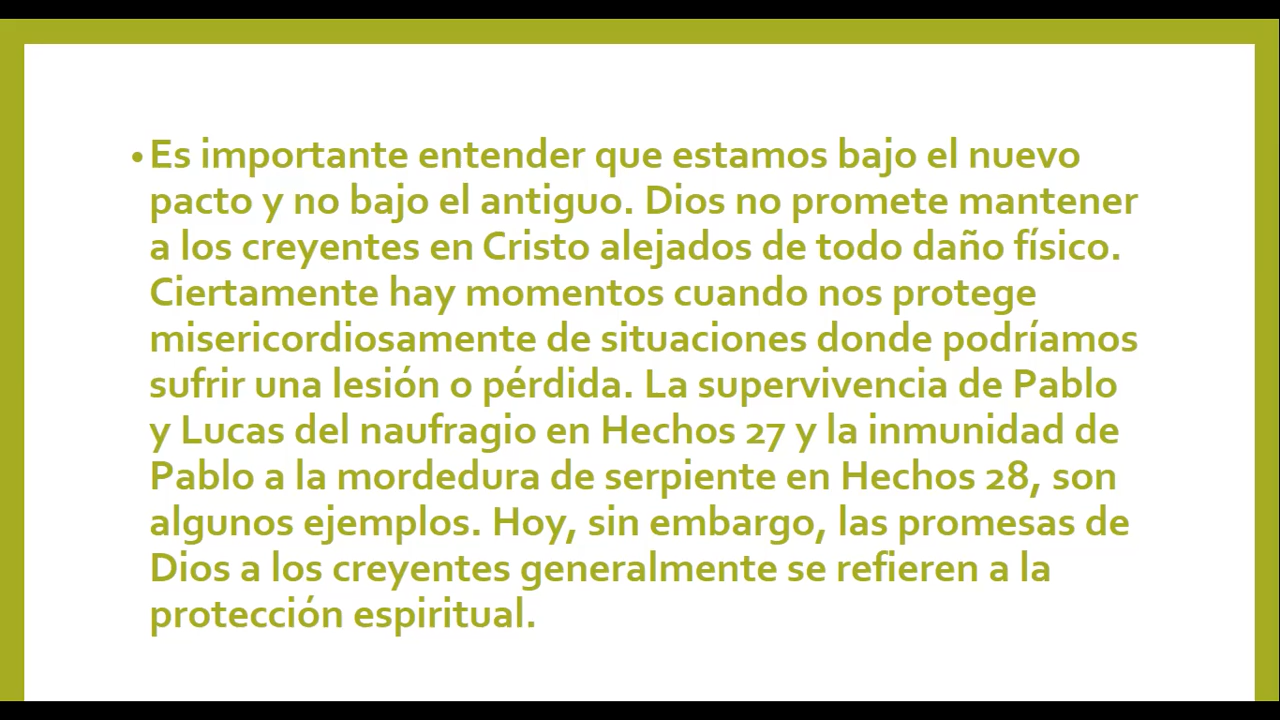 • Es importante entender que estamos bajo el nuevo
pacto y no bajo el antiguo. Dios no promete mantener
a los creyentes en Cristo alejados de todo daño físico.
Ciertamente hay momentos cuando nos protege
misericordiosamente de situaciones donde podríamos
sufrir una lesión o pérdida. La supervivencia de Pablo
y Lucas del naufragio en Hechos 27 y la inmunidad de
Pablo a la mordedura de serpiente en Hechos 28, son
algunos ejemplos. Hoy, sin embargo, las promesas de
Dios a los creyentes generalmente se refieren a la
protección espiritual.